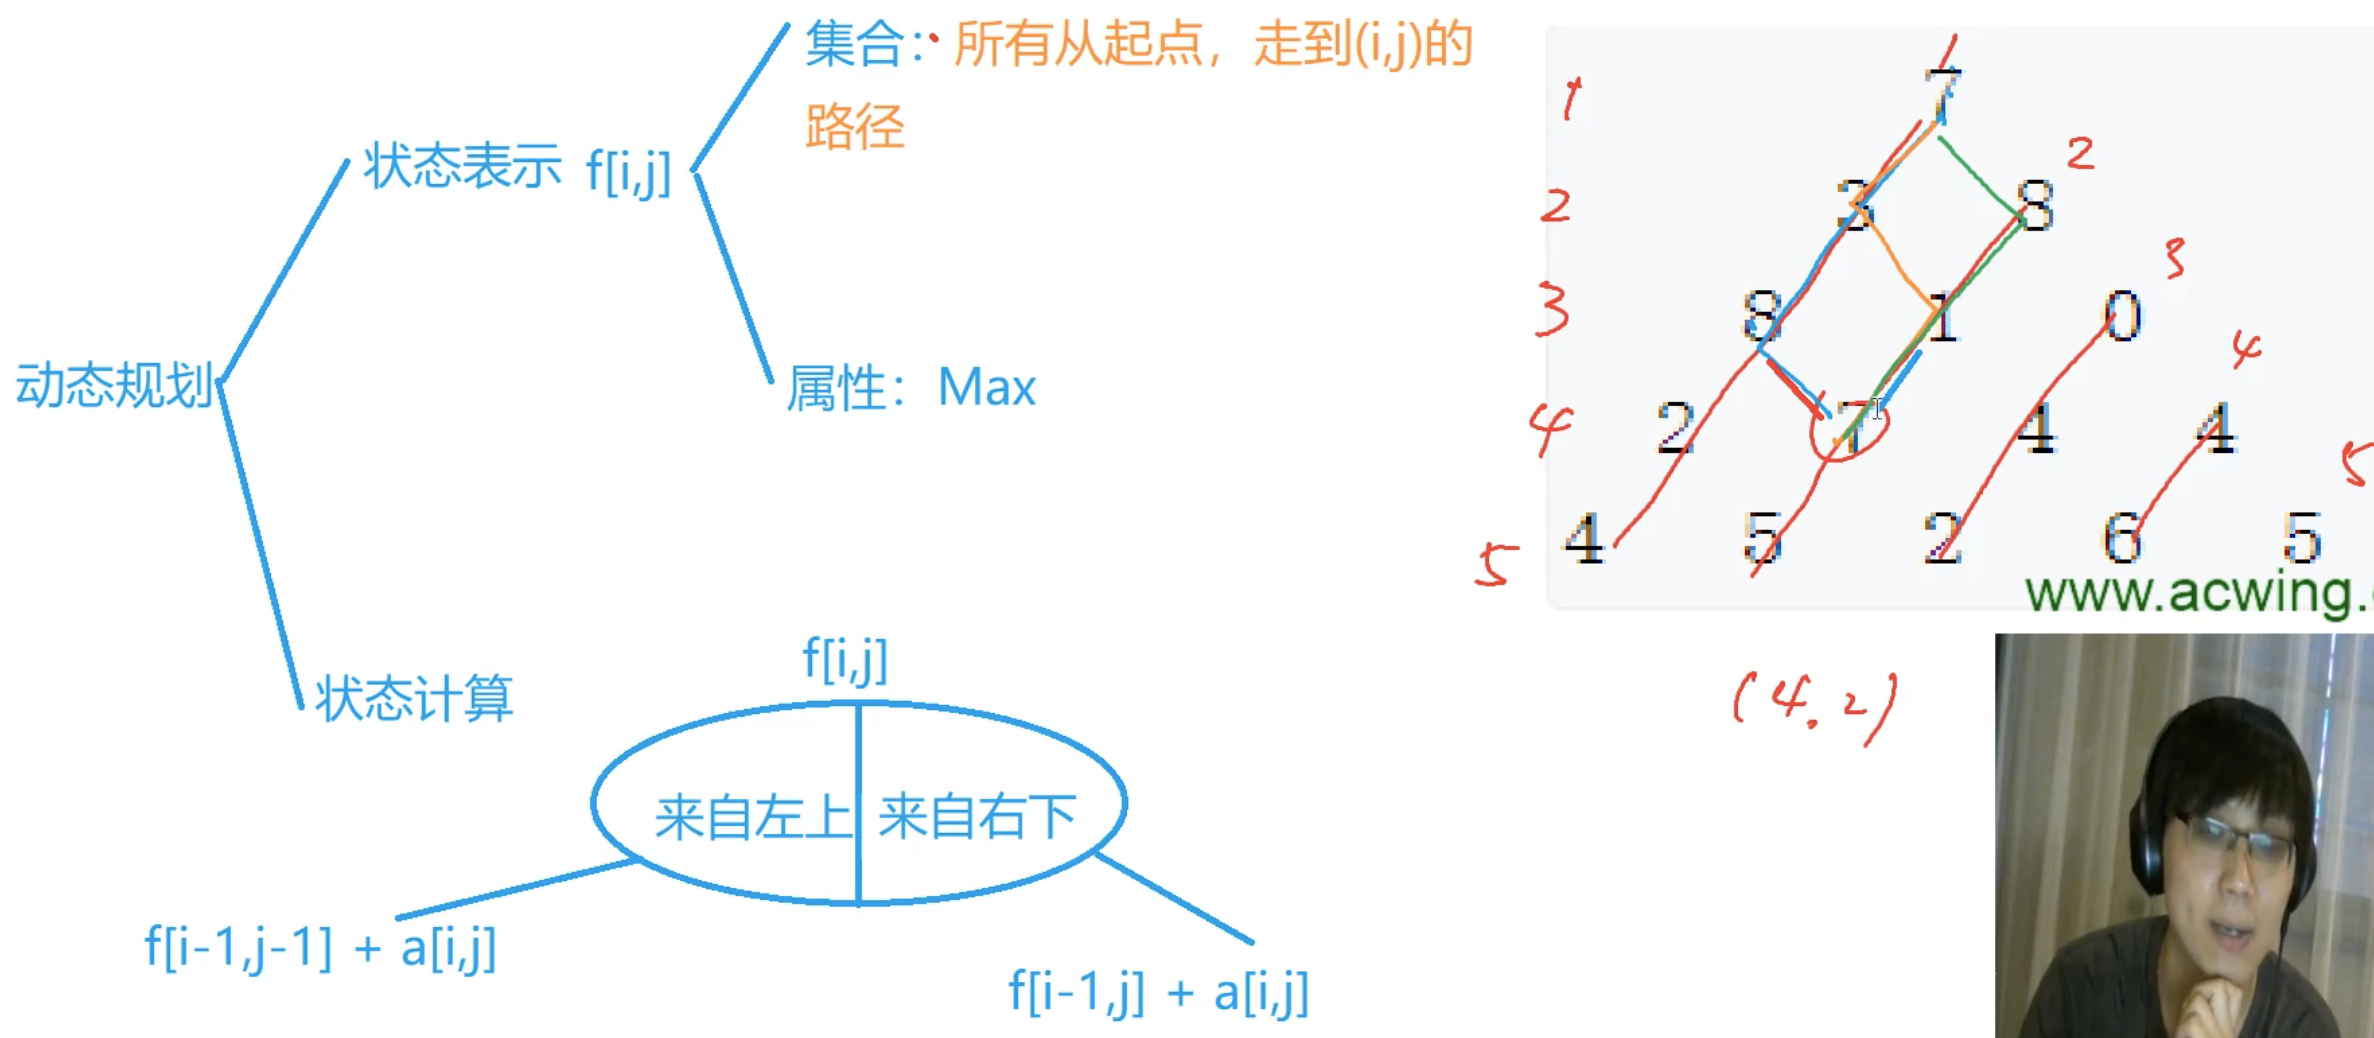 集合：所有从起点，走到(i,j)的
路径
状态表示 f[i,j]
属性：Max
动态规划
状态计算
f[i,j]
来自左上 来自右下
f[i-1,j-1] + a[i,j]
f[i-1,j] + a[i,j]
1 7
2 3 8 2
3 8 1 0 3
4 2 7 4 4 4
5 4 5 2 6 5 5
www.acwing.
(4.2)